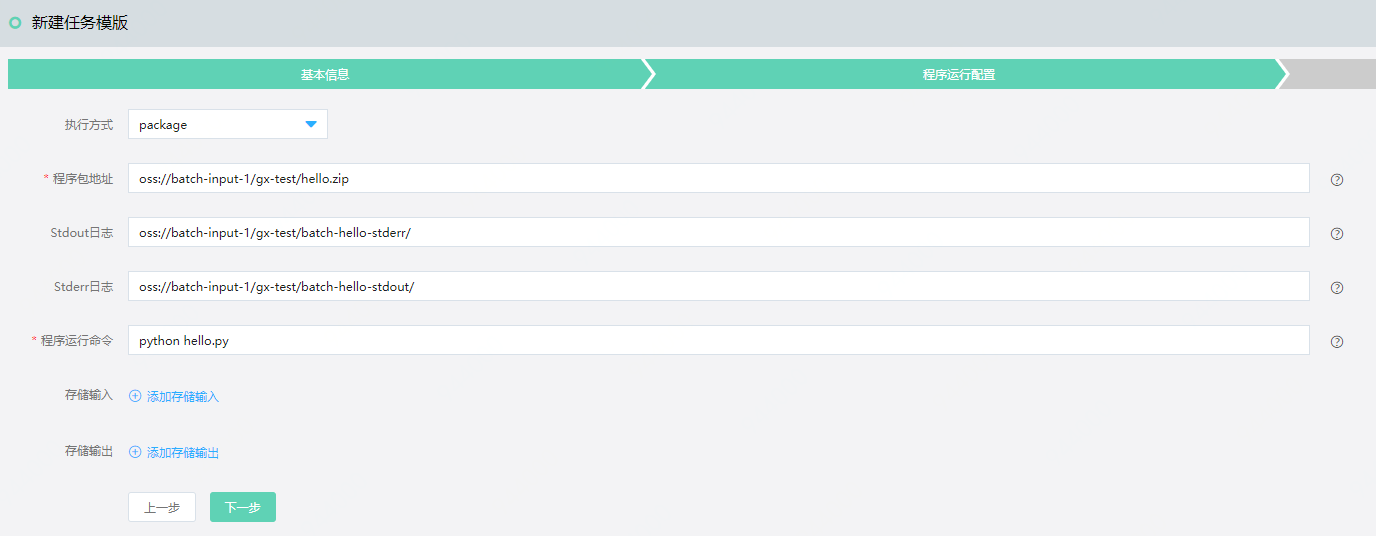 新建任务模版
基本信息
程序运行配置
执行方式 package
* 程序包地址 oss://batch-input-1/gx-test/hello.zip
Stdout日志 oss://batch-input-1/gx-test/batch-hello-stderr/
Stderr日志 oss://batch-input-1/gx-test/batch-hello-stdout/
* 程序运行命令 python hello.py
存储输入 添加存储输入
存储输出 添加存储输出
上一步 下一步